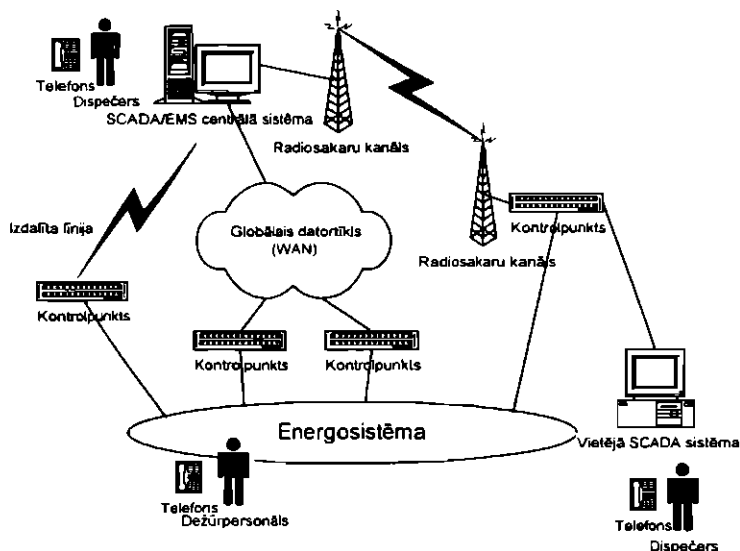 Telefons
Dispečers
SCADA/EMS centrālā sistēma
Radiosakaru kanāls
Izdalīta līnija
Globālais datortīkls
(WAN)
Radiosakaru kanāls
Kontrolpunkts
Kontrolpunkts
Kontrolpunkts
Kontrolpunkts
Energosistēma
Vietējā SCADA sistēma
Telefons
Dežūrpersonāls
Telefons
Dispečers